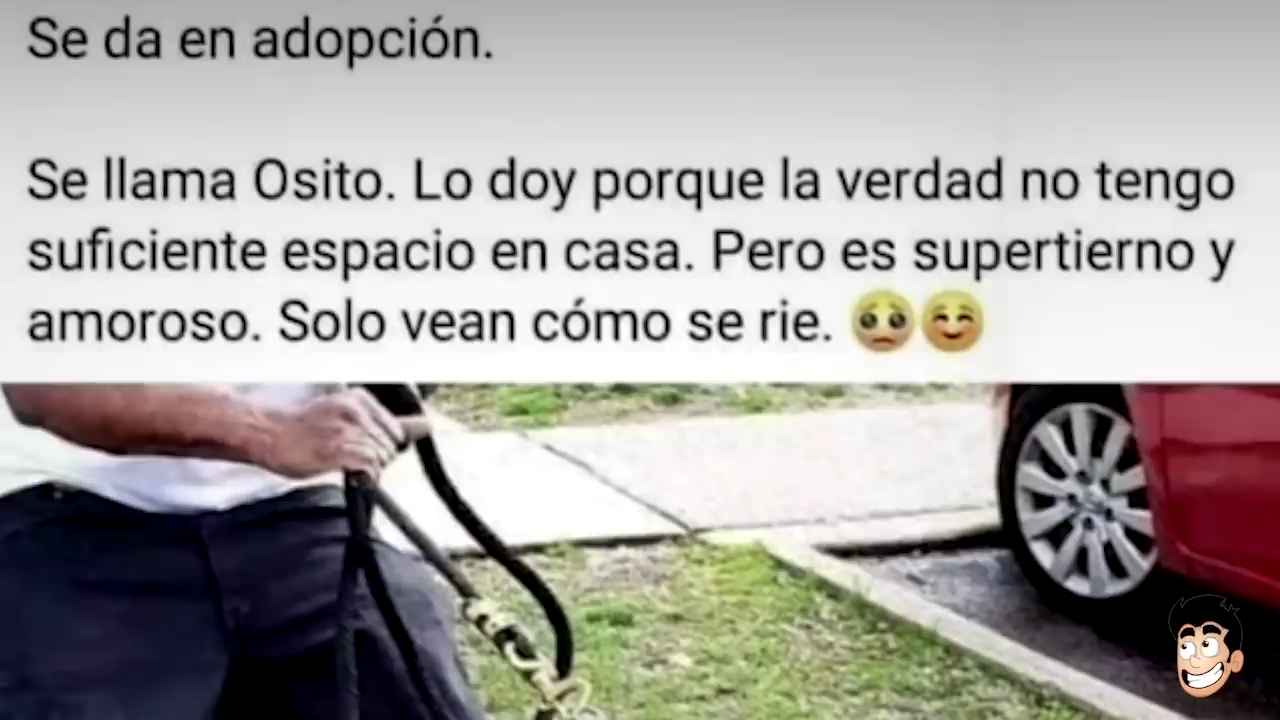 Se da en adopción.
Se llama Osito. Lo doy porque la verdad no tengo
suficiente espacio en casa. Pero es supertierno y
amoroso. Solo vean cómo se rie. 🥺☺️